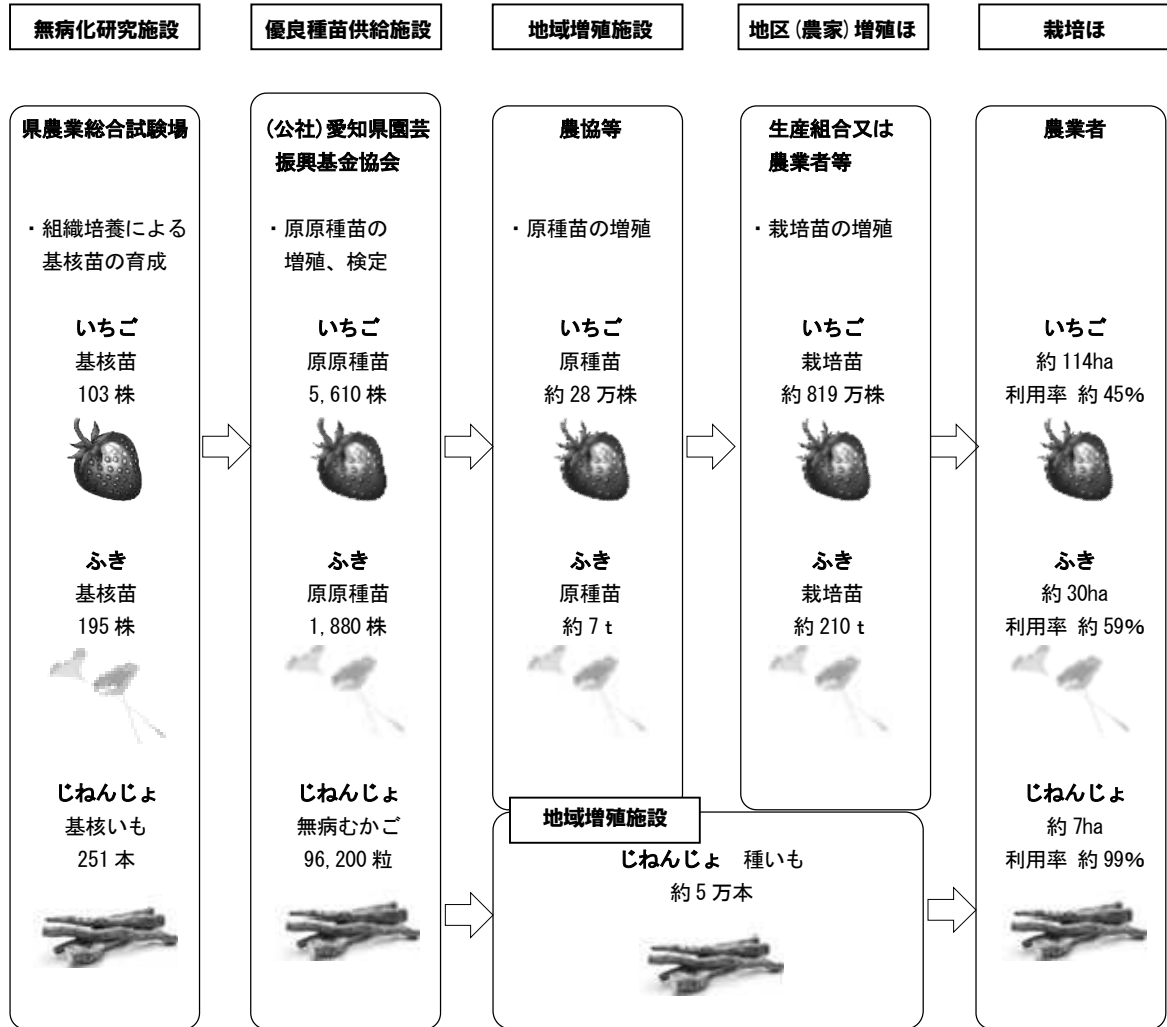 無病化研究施設
優良種苗供給施設
地域増殖施設
地区(農家)増殖ほ
栽培ほ
県農業総合試験場
・組織培養による
基核苗の育成
いちご
基核苗
103 株
ふき
基核苗
195 株
じねんじょ
基核いも
251 本
(公社)愛知県園芸
振興基金協会
・原原種苗の
増殖、検定
いちご
原原種苗
5,610 株
ふき
原原種苗
1,880 株
じねんじょ
無病むかご
96,200 粒
農協等
・原種苗の増殖
いちご
原種苗
約 28 万株
ふき
原種苗
約 7 t
生産組合又は
農業者等
・栽培苗の増殖
いちご
栽培苗
約 819 万株
ふき
栽培苗
約 210 t
地域増殖施設
じねんじょ 種いも
約 5 万本
農業者
いちご
約 114ha
利用率 約 45%
ふき
約 30ha
利用率 約 59%
じねんじょ
約 7ha
利用率 約 99%